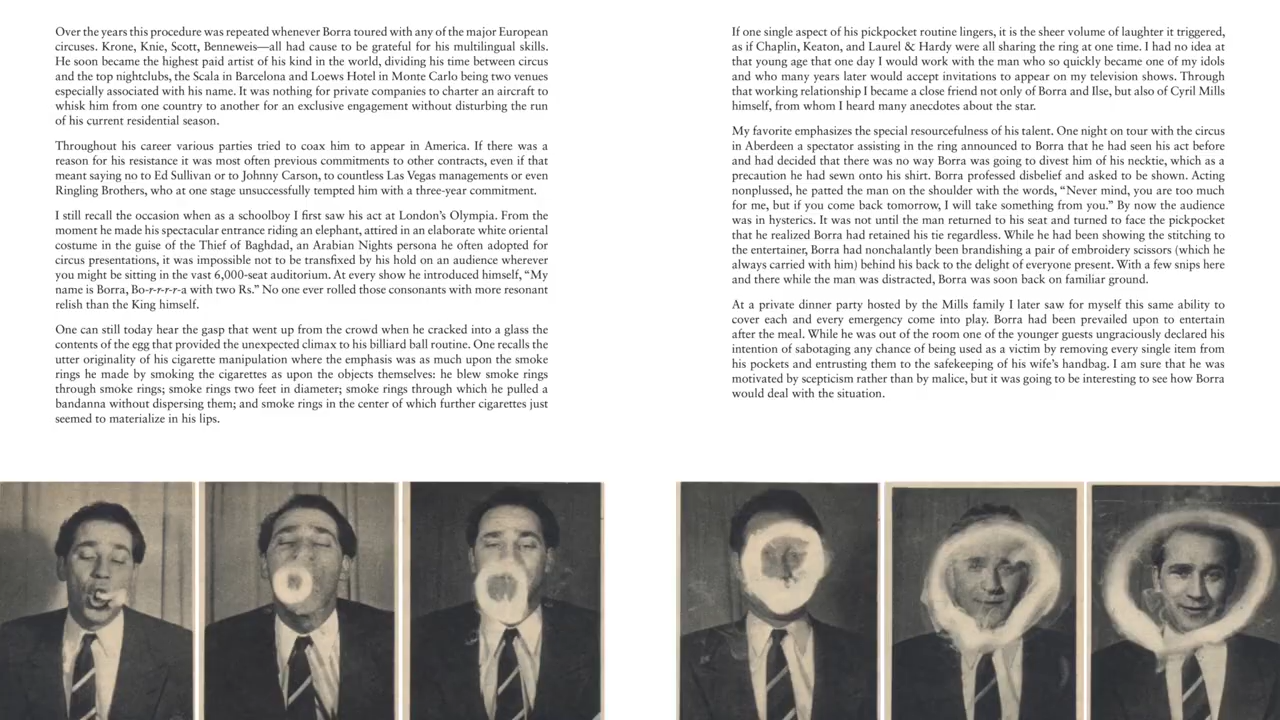 Over the years this procedure was repeated whenever Borra toured with any of the major European
circuses. Krone, Knie, Scott, Benneweis—all had cause to be grateful for his multilingual skills.
He soon became the highest paid artist of his kind in the world, dividing his time between circus
and the top nightclubs, the Scala in Barcelona and Loews Hotel in Monte Carlo being two venues
especially associated with his name. It was nothing for private companies to charter an aircraft to
whisk him from one country to another for an exclusive engagement without disturbing the run
of his current residential season.
Throughout his career various parties tried to coax him to appear in America. If there was a
reason for his resistance it was most often previous commitments to other contracts, even if that
meant saying no to Ed Sullivan or to Johnny Carson, to countless Las Vegas managements or even
Ringling Brothers, who at one stage unsuccessfully tempted him with a three-year commitment.
I still recall the occasion when as a schoolboy I first saw his act at London's Olympia. From the
moment he made his spectacular entrance riding an elephant, attired in an elaborate white oriental
costume in the guise of the Thief of Baghdad, an Arabian Nights persona he often adopted for
circus presentations, it was impossible not to be transfixed by his hold on an audience wherever
you might be sitting in the vast 6,000-seat auditorium. At every show he introduced himself, “My
name is Borra, Bo-r-r-r-r-a with two Rs.” No one ever rolled those consonants with more resonant
relish than the King himself.
One can still today hear the gasp that went up from the crowd when he cracked into a glass the
contents of the egg that provided the unexpected climax to his billiard ball routine. One recalls the
utter originality of his cigarette manipulation where the emphasis was as much upon the smoke
rings he made by smoking the cigarettes as upon the objects themselves: he blew smoke rings
through smoke rings; smoke rings two feet in diameter; smoke rings through which he pulled a
bandanna without dispersing them; and smoke rings in the center of which further cigarettes just
seemed to materialize in his lips.
If one single aspect of his pickpocket routine lingers, it is the sheer volume of laughter it triggered,
as if Chaplin, Keaton, and Laurel & Hardy were all sharing the ring at one time. I had no idea at
that young age that one day I would work with the man who so quickly became one of my idols
and who many years later would accept invitations to appear on my television shows. Through
that working relationship I became a close friend not only of Borra and Ilse, but also of Cyril Mills
himself, from whom I heard many anecdotes about the star.
My favorite emphasizes the special resourcefulness of his talent. One night on tour with the circus
in Aberdeen a spectator assisting in the ring announced to Borra that he had seen his act before
and had decided that there was no way Borra was going to divest him of his necktie, which as a
precaution he had sewn onto his shirt. Borra professed disbelief and asked to be shown. Acting
nonplussed, he patted the man on the shoulder with the words, “Never mind, you are too much
for me, but if you come back tomorrow, I will take something from you.” By now the audience
was in hysterics. It was not until the man returned to his seat and turned to face the pickpocket
that he realized Borra had retained his tie regardless. While he had been showing the stitching to
the entertainer, Borra had nonchalantly been brandishing a pair of embroidery scissors (which he
always carried with him) behind his back to the delight of everyone present. With a few snips here
and there while the man was distracted, Borra was soon back on familiar ground.
At a private dinner party hosted by the Mills family I later saw for myself this same ability to
cover each and every emergency come into play. Borra had been prevailed upon to entertain
after the meal. While he was out of the room one of the younger guests ungraciously declared his
intention of sabotaging any chance of being used as a victim by removing every single item from
his pockets and entrusting them to the safekeeping of his wife's handbag. I am sure that he was
motivated by scepticism rather than by malice, but it was going to be interesting to see how Borra
would deal with the situation.